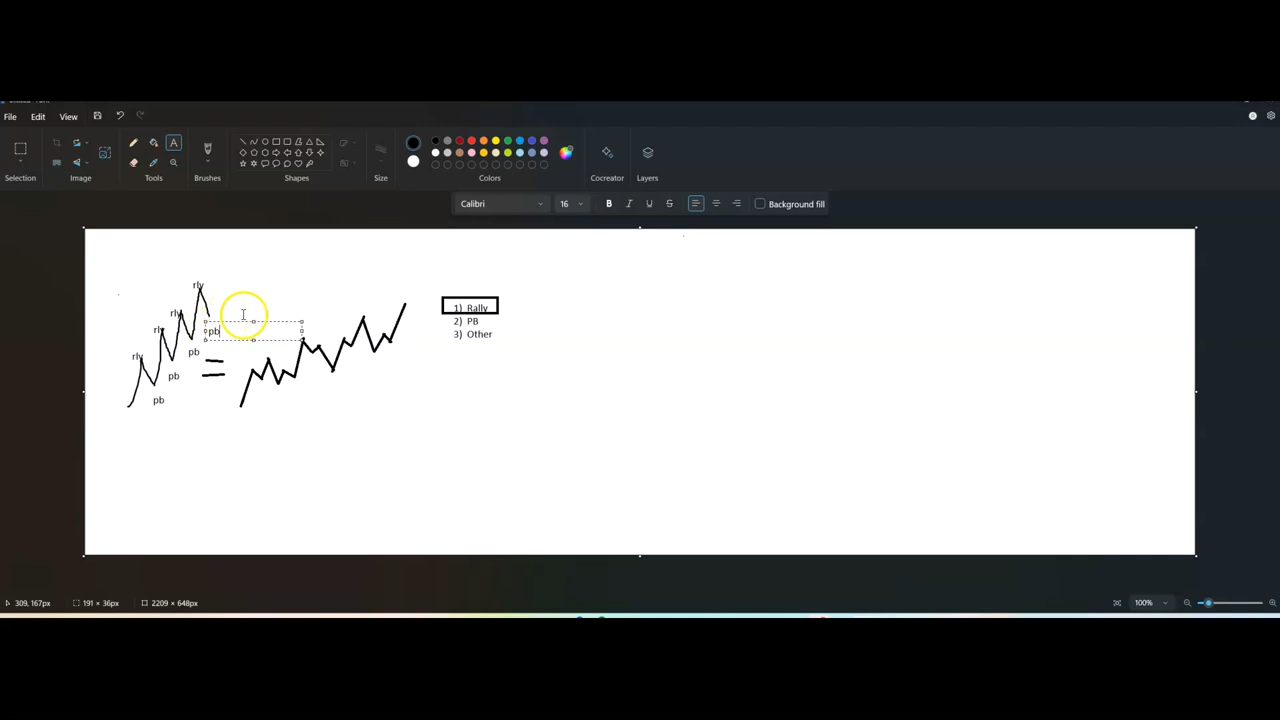 File Edit View
Selection Image Tools Brushes Shapes Size Colors Cocreator Layers
Calibri 16 B I U S Background fill
rly
rly
rly
rly
pb
pb
pb
pb
1) Rally
2) PB
3) Other
309, 167px 191 × 36px 2209 × 648px 100%